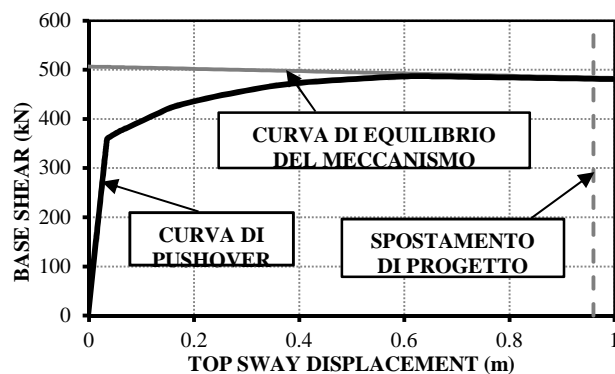 600
500
400
300
200
100
0
BASE SHEAR (kN)
CURVA DI EQUILIBRIO
DEL MECCANISMO
CURVA DI
PUSHOVER
SPOSTAMENTO
DI PROGETTO
0 0.2 0.4 0.6 0.8 1
TOP SWAY DISPLACEMENT (m)